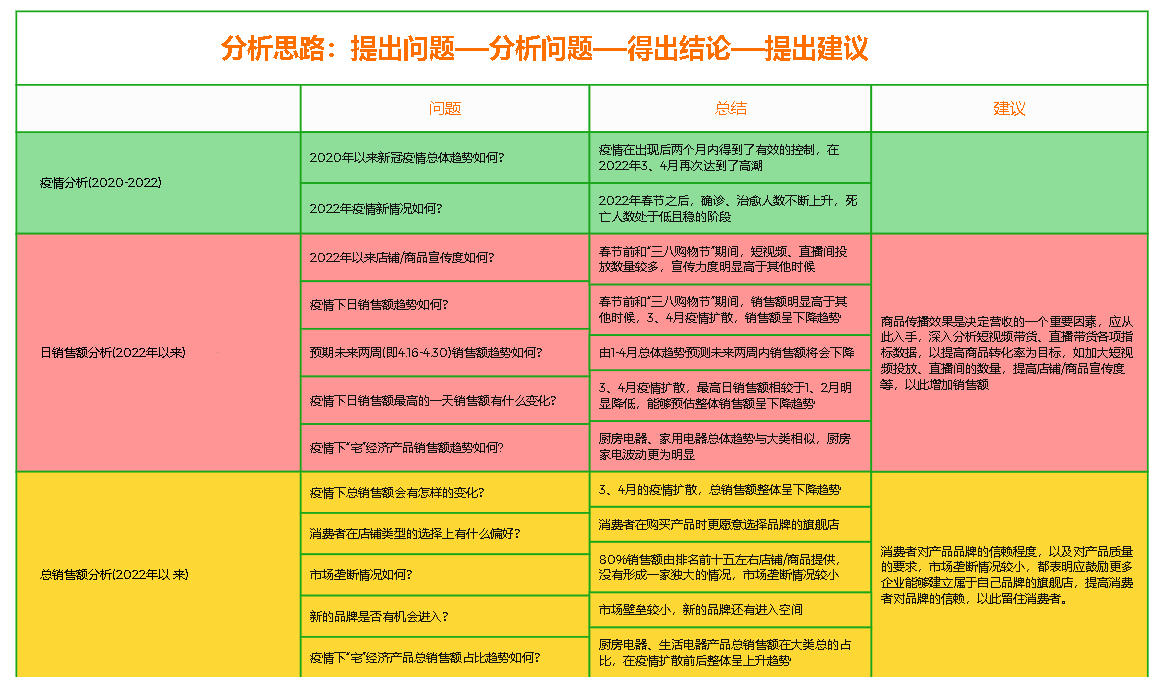 分析思路：提出问题——分析问题——得出结论——提出建议
问题
总结
建议
疫情分析(2020-2022)
2020年以来新冠疫情总体趋势如何?
疫情在出现后两个月内得到了有效的控制，在
2022年3、4月再次达到了高潮
2022年疫情新情况如何?
2022年春节之后，确诊、治愈人数不断上升，死
亡人数处于低且稳的阶段
日销售额分析(2022年以来)
2022年以来店铺/商品宣传度如何?
春节前和“三八购物节”期间，短视频、直播间投
放数量较多，宣传力度明显高于其他时候
疫情下日销售额趋势如何?
春节前和“三八购物节”期间，销售额明显高于其
他时候，3、4月疫情扩散，销售额呈下降趋势
预期未来两周(即4.16-4.30)销售额趋势如何?
由1-4月总体趋势预测未来两周内销售额将会下降
疫情下日销售额最高的一天销售额有什么变化?
3、4月疫情扩散，最高日销售额相较于1、2月明
显降低，能够预估整体销售额呈下降趋势
疫情下“宅”经济产品销售额趋势如何?
厨房电器、家用电器总体趋势与大类相似，厨房
家电波动更为明显
商品传播效果是决定营收的一个重要因素，应从
此入手，深入分析短视频带货、直播带货各项指
标数据，以提高商品转化率为目标，如加大短视
频投放、直播间的数量，提高店铺/商品宣传度
等，以此增加销售额
总销售额分析(2022年以 来)
疫情下总销售额会有怎样的变化?
3、4月的疫情扩散，总销售额整体呈下降趋势
消费者在店铺类型的选择上有什么偏好?
消费者在购买产品时更愿意选择品牌的旗舰店
市场垄断情况如何?
80%销售额由排名前十五左右店铺/商品提供，
没有形成一家独大的情况，市场垄断情况较小
新的品牌是否有机会进入?
市场壁垒较小，新的品牌还有进入空间
疫情下“宅”经济产品总销售额占比趋势如何?
厨房电器、生活电器产品总销售额在大类总的占
比，在疫情扩散前后整体呈上升趋势
消费者对产品品牌的信赖程度，以及对产品质量
的要求，市场垄断情况较小，都表明应鼓励更多
企业能够建立属于自己品牌的旗舰店，提高消费
者对品牌的信赖，以此留住消费者。